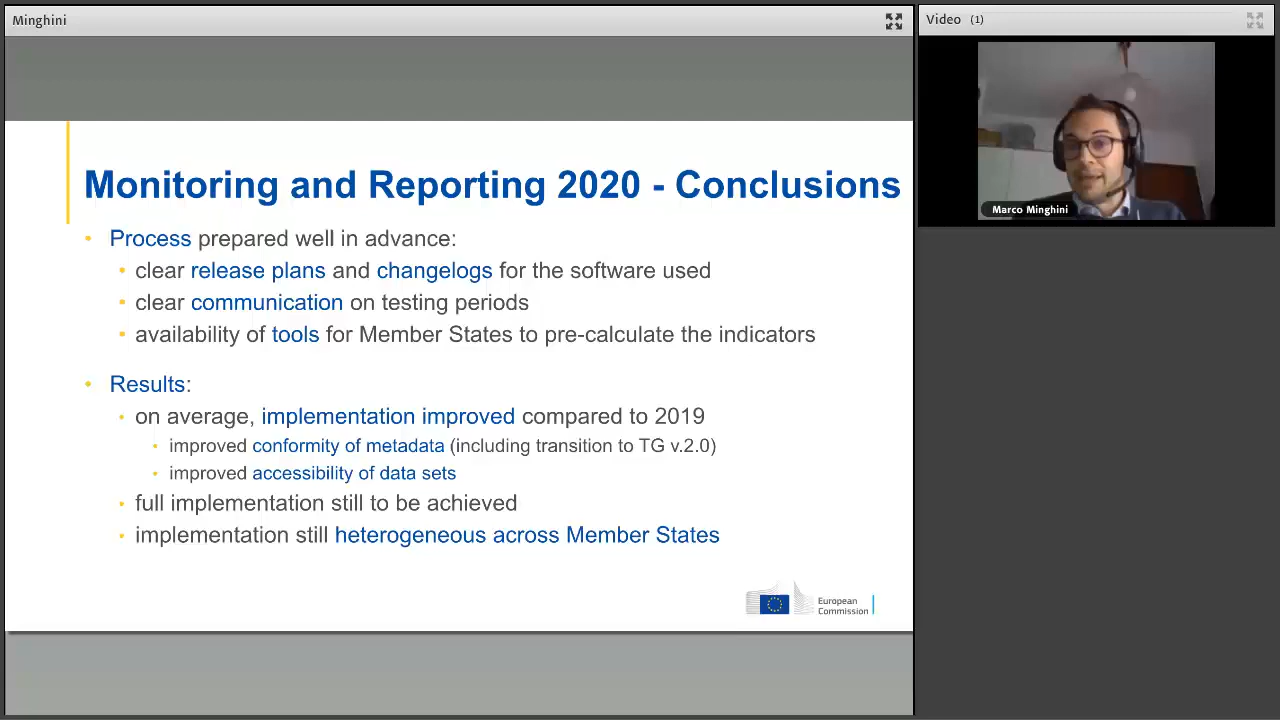 Minghini
Video (1)
Marco Minghini
Monitoring and Reporting 2020 - Conclusions
• Process prepared well in advance:
• clear release plans and changelogs for the software used
• clear communication on testing periods
• availability of tools for Member States to pre-calculate the indicators
• Results:
• on average, implementation improved compared to 2019
• improved conformity of metadata (including transition to TG v.2.0)
• improved accessibility of data sets
• full implementation still to be achieved
• implementation still heterogeneous across Member States
European
Commission